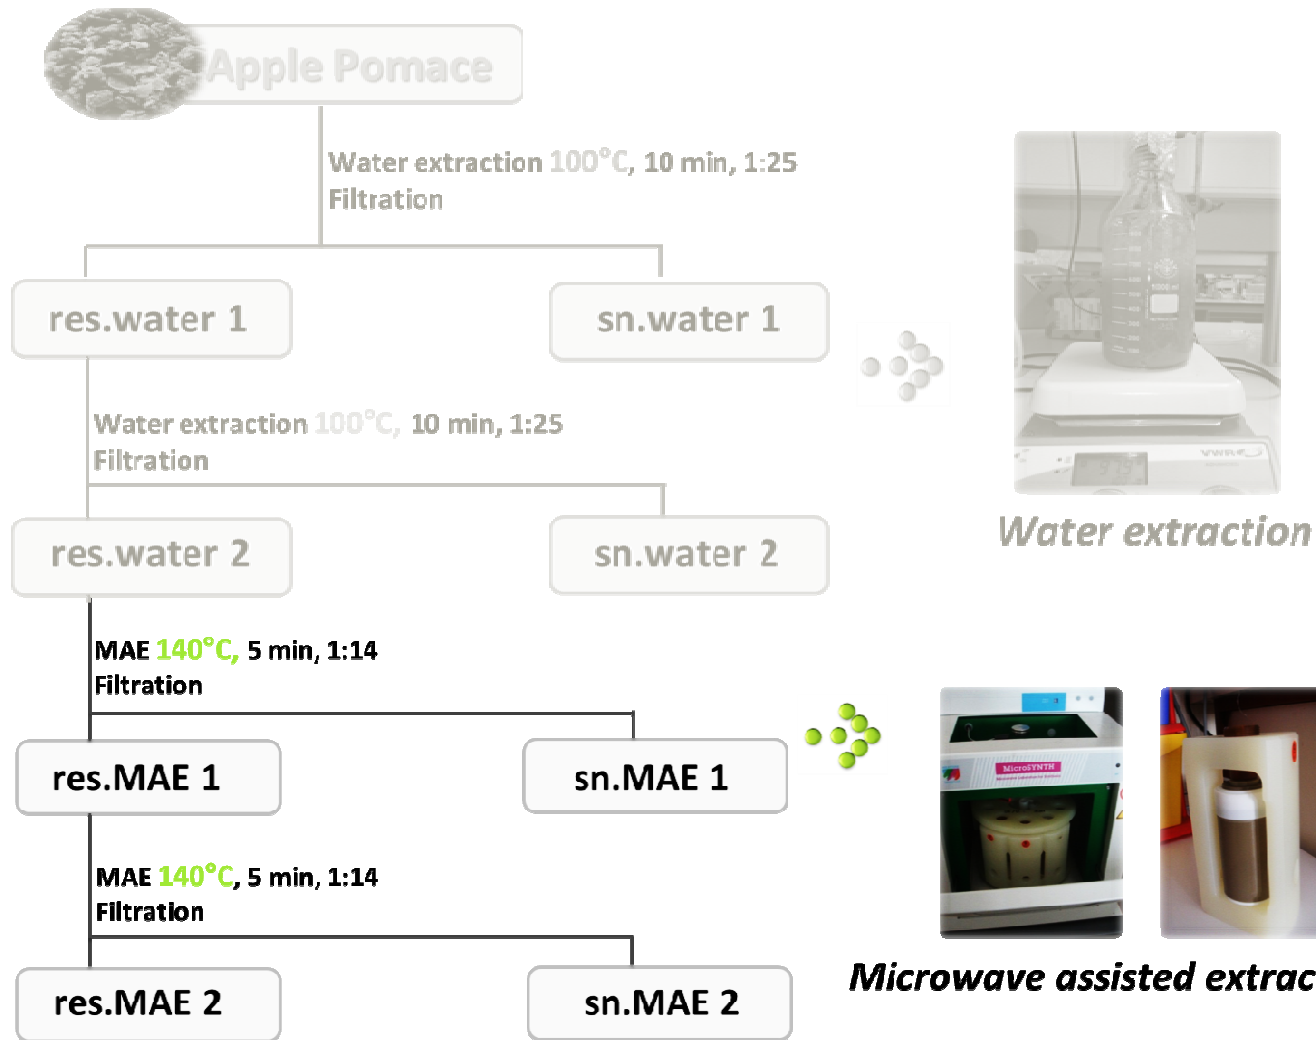 Apple Pomace
Water extraction 100°C, 10 min, 1:25
Filtration
res.water 1
sn.water 1
Water extraction 100°C, 10 min, 1:25
Filtration
res.water 2
sn.water 2
Water extraction
MAE 140°C, 5 min, 1:14
Filtration
res.MAE 1
sn.MAE 1
MicroSYNTH
MAE 140°C, 5 min, 1:14
Filtration
res.MAE 2
sn.MAE 2
Microwave assisted extrac